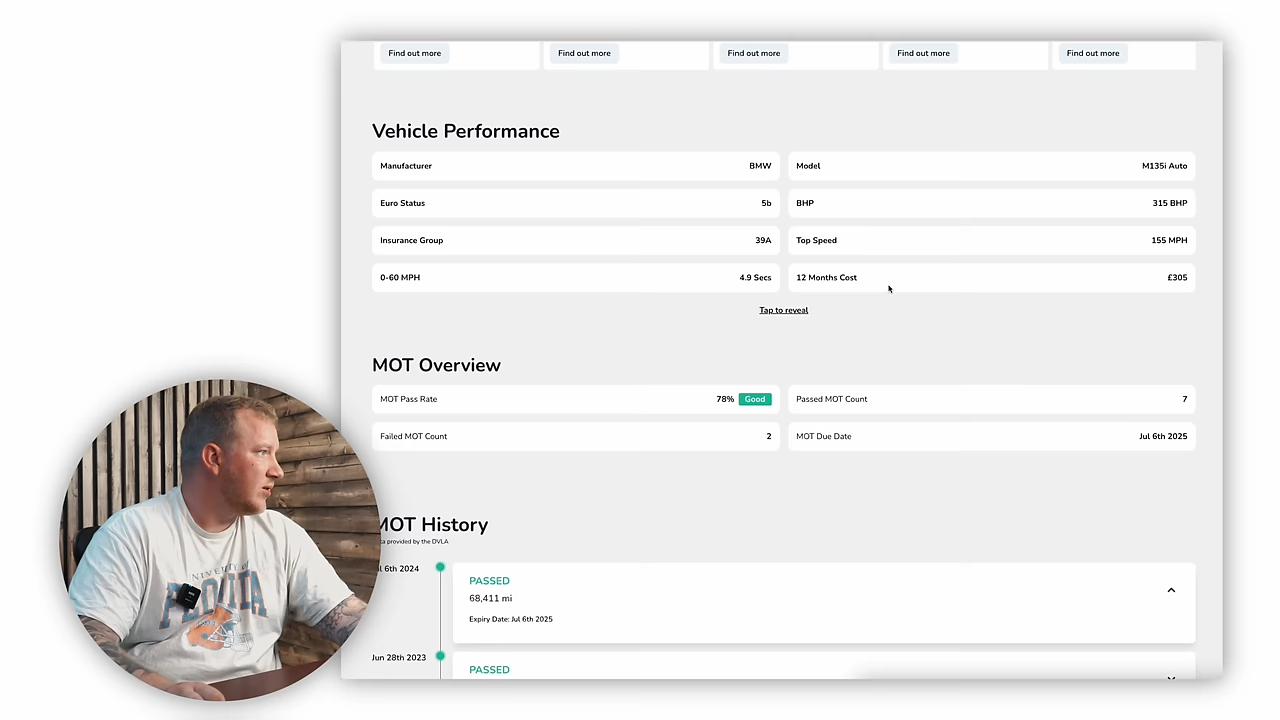 Find out more Find out more Find out more Find out more Find out more
Vehicle Performance
Manufacturer BMW Model M135i Auto
Euro Status 5b BHP 315 BHP
Insurance Group 39A Top Speed 155 MPH
0-60 MPH 4.9 Secs 12 Months Cost £305
Tap to reveal
MOT Overview
MOT Pass Rate 78% Good Passed MOT Count 7
Failed MOT Count 2 MOT Due Date Jul 6th 2025
MOT History
provided by the DVLA
6th 2024 PASSED
68,411 mi
Expiry Date: Jul 6th 2025
Jun 28th 2023 PASSED